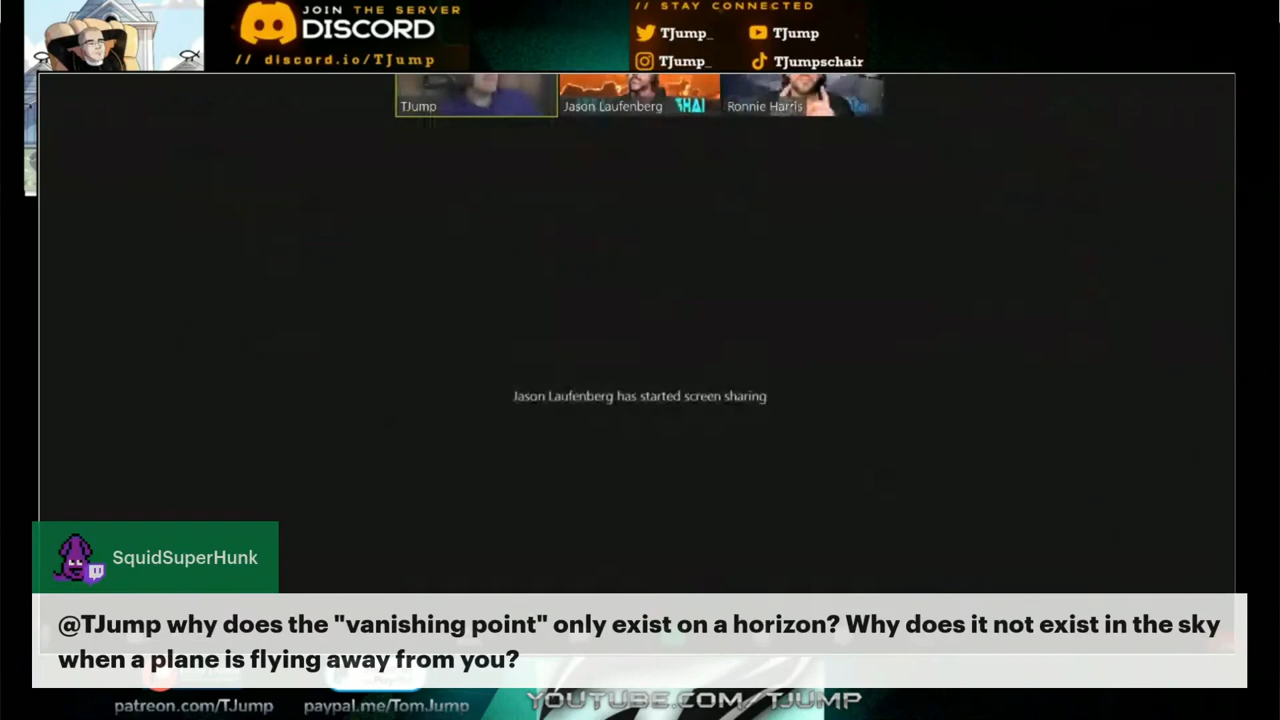 JOIN THE SERVER
DISCORD
// discord.io/TJump
// STAY CONNECTED
TJump_
TJump
TJump_
TJumpschair
TJump
Jason Laufenberg
Ronnie Harris
Jason Laufenberg has started screen sharing
SquidSuperHunk
@TJump why does the "vanishing point" only exist on a horizon? Why does it not exist in the sky
when a plane is flying away from you?
patreon.com/TJump
paypal.me/TomJump
YOUTUBE.COM/TJUMP